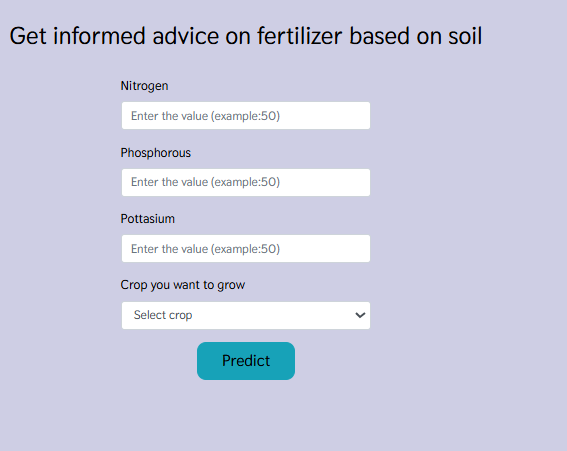 Get informed advice on fertilizer based on soil
Nitrogen
Enter the value (example:50)
Phosphorous
Enter the value (example:50)
Pottasium
Enter the value (example:50)
Crop you want to grow
Select crop
Predict